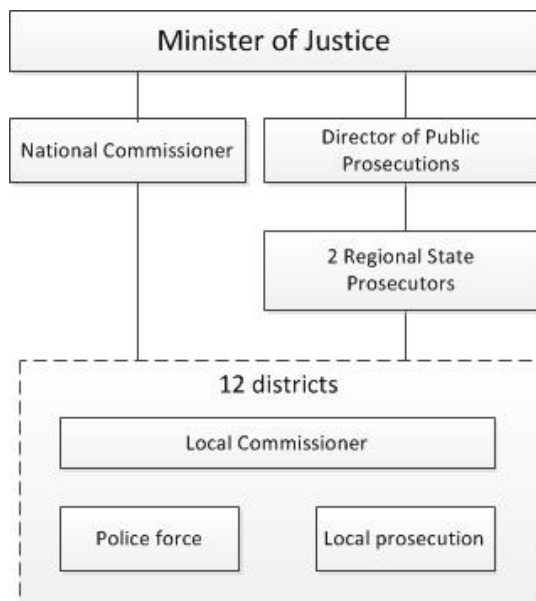 Minister of Justice
National Commissioner
Director of Public
Prosecutions
2 Regional State
Prosecutors
12 districts
Local Commissioner
Police force
Local prosecution